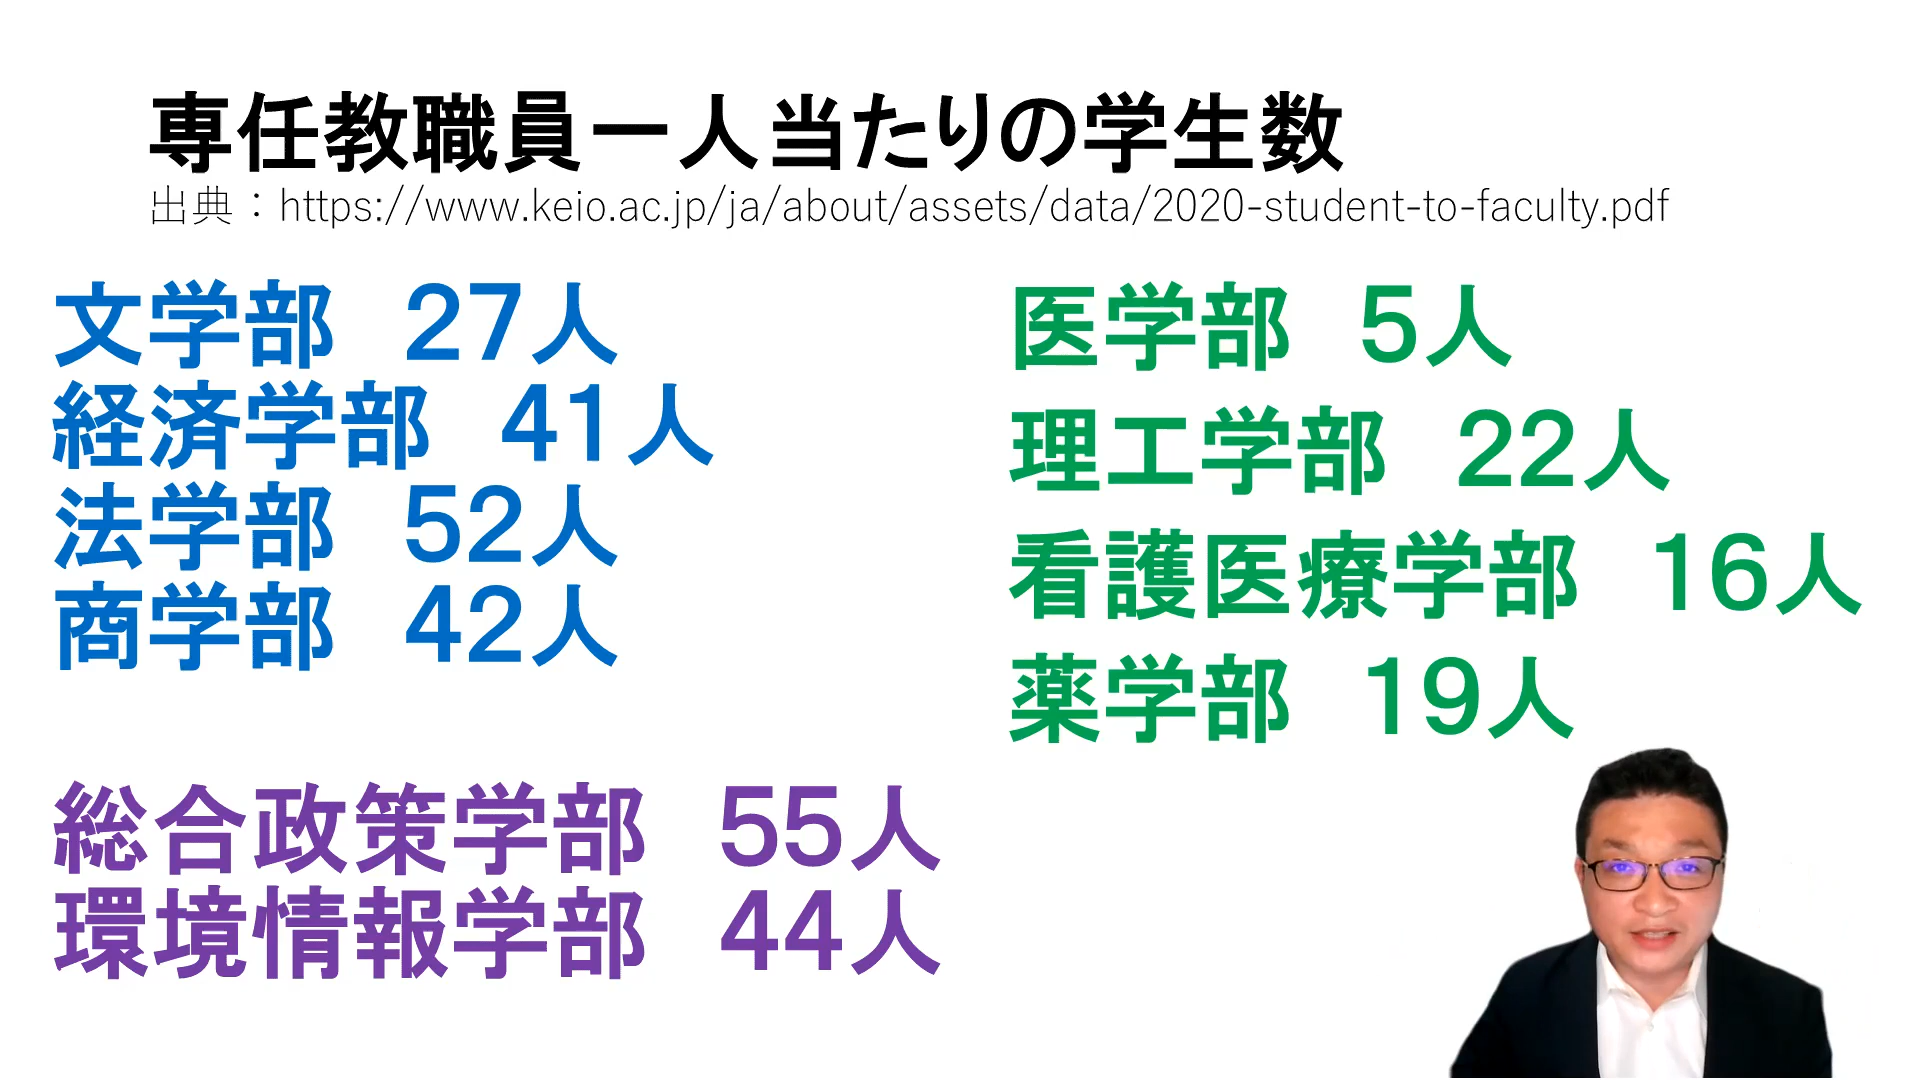 専任教職員一人当たりの学生数
出典：https://www.keio.ac.jp/ja/about/assets/data/2020-student-to-faculty.pdf
文学部　27人
経済学部　41人
法学部　52人
商学部　42人
総合政策学部　55人
環境情報学部　44人
医学部　5人
理工学部　22人
看護医療学部　16人
薬学部　19人